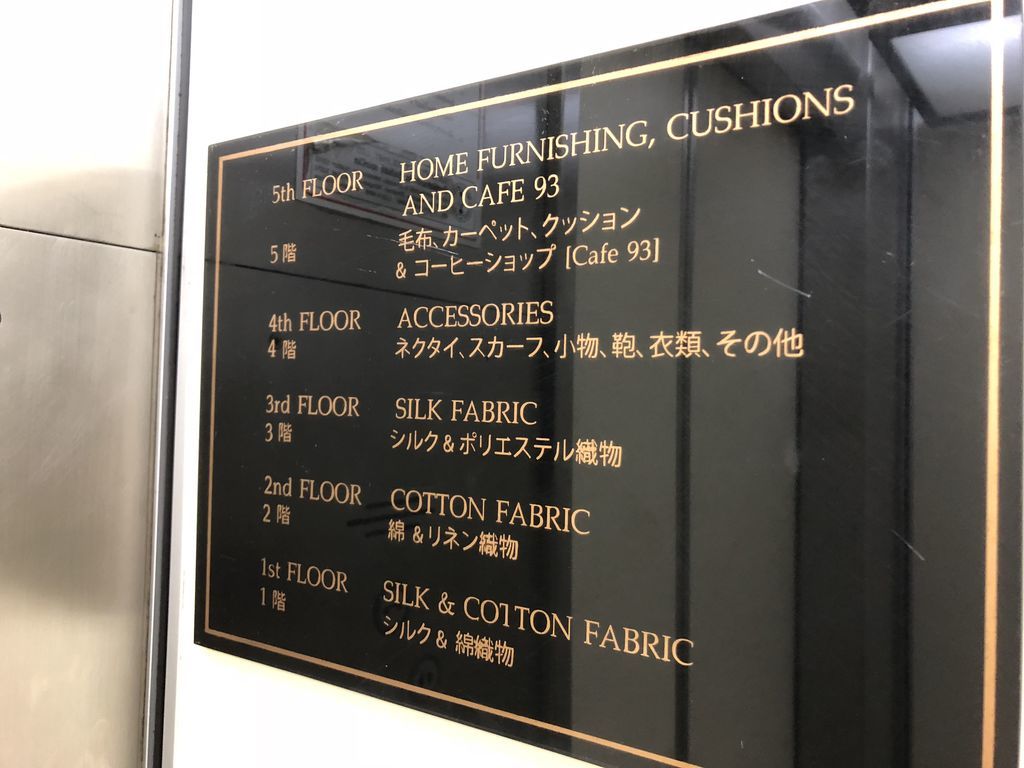 5th FLOOR HOME FURNISHING, CUSHIONS
AND CAFE 93
5階 毛布、カーペット、クッション
& コーヒーショップ [Cafe 93]
4th FLOOR ACCESSORIES
4階 ネクタイ、スカーフ、小物、鞄、衣類、その他
3rd FLOOR SILK FABRIC
3階 シルク&ポリエステル織物
2nd FLOOR COTTON FABRIC
2階 綿 &リネン織物
1st FLOOR SILK & COTTON FABRIC
1階 シルク& 綿織物